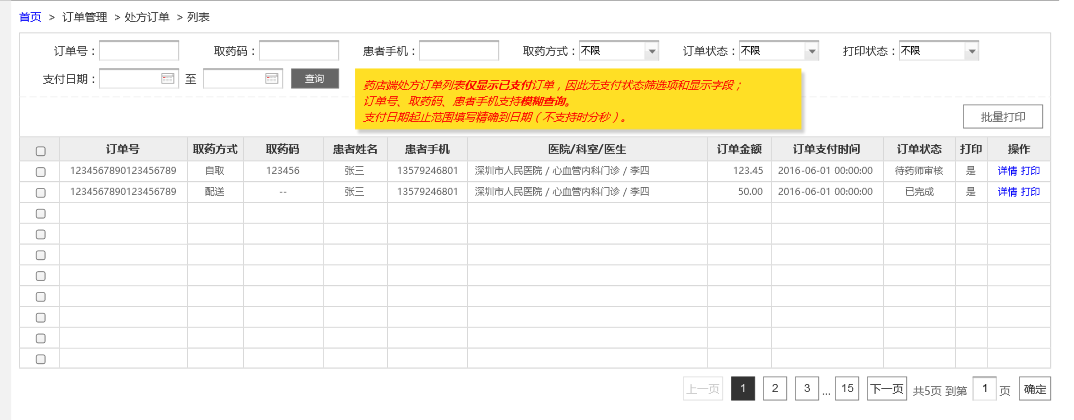 首页 > 订单管理 > 处方订单 > 列表
订单号： 取药码： 患者手机： 取药方式：不限 订单状态：不限 打印状态：不限
支付日期： 至 查询
药店端处方订单列表仅显示已支付订单，因此无支付状态筛选项和显示字段；
订单号、取药码、患者手机支持模糊查询。
支付日期起止范围填写精确到日期（不支持时分秒）。
批量打印
订单号 取药方式 取药码 患者姓名 患者手机 医院/科室/医生 订单金额 订单支付时间 订单状态 打印 操作
1234567890123456789 自取 123456 张三 13579246801 深圳市人民医院 / 心血管内科门诊 / 李四 123.45 2016-06-01 00:00:00 待药师审核 是 详情 打印
1234567890123456789 配送 -- 张三 13579246801 深圳市人民医院 / 心血管内科门诊 / 李四 50.00 2016-06-01 00:00:00 已完成 是 详情 打印
上一页 1 2 3 ... 15 下一页 共5页 到第 1 页 确定